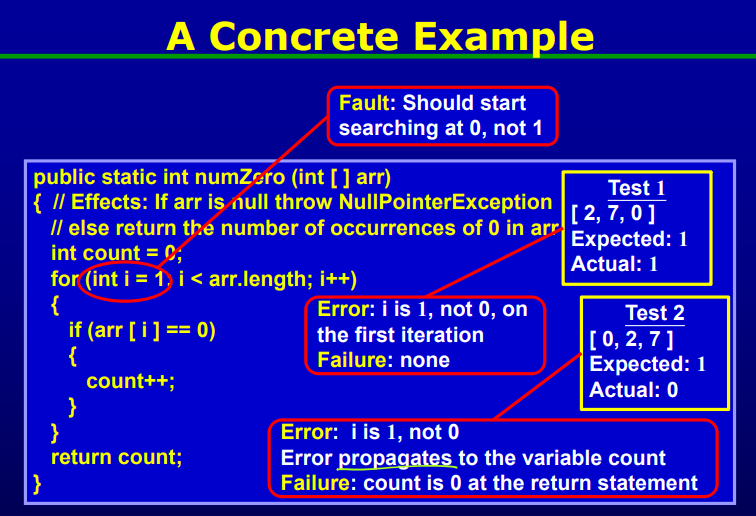 A Concrete Example
Fault: Should start
searching at 0, not 1
public static int numZero (int [ ] arr)
{ // Effects: If arr is null throw NullPointerException
// else return the number of occurrences of 0 in arr
int count = 0;
for (int i = 1; i < arr.length; i++)
{
if (arr [ i ] == 0)
{
count++;
}
}
return count;
}
Test 1
[ 2, 7, 0 ]
Expected: 1
Actual: 1
Error: i is 1, not 0, on
the first iteration
Failure: none
Test 2
[ 0, 2, 7 ]
Expected: 1
Actual: 0
Error: i is 1, not 0
Error propagates to the variable count
Failure: count is 0 at the return statement